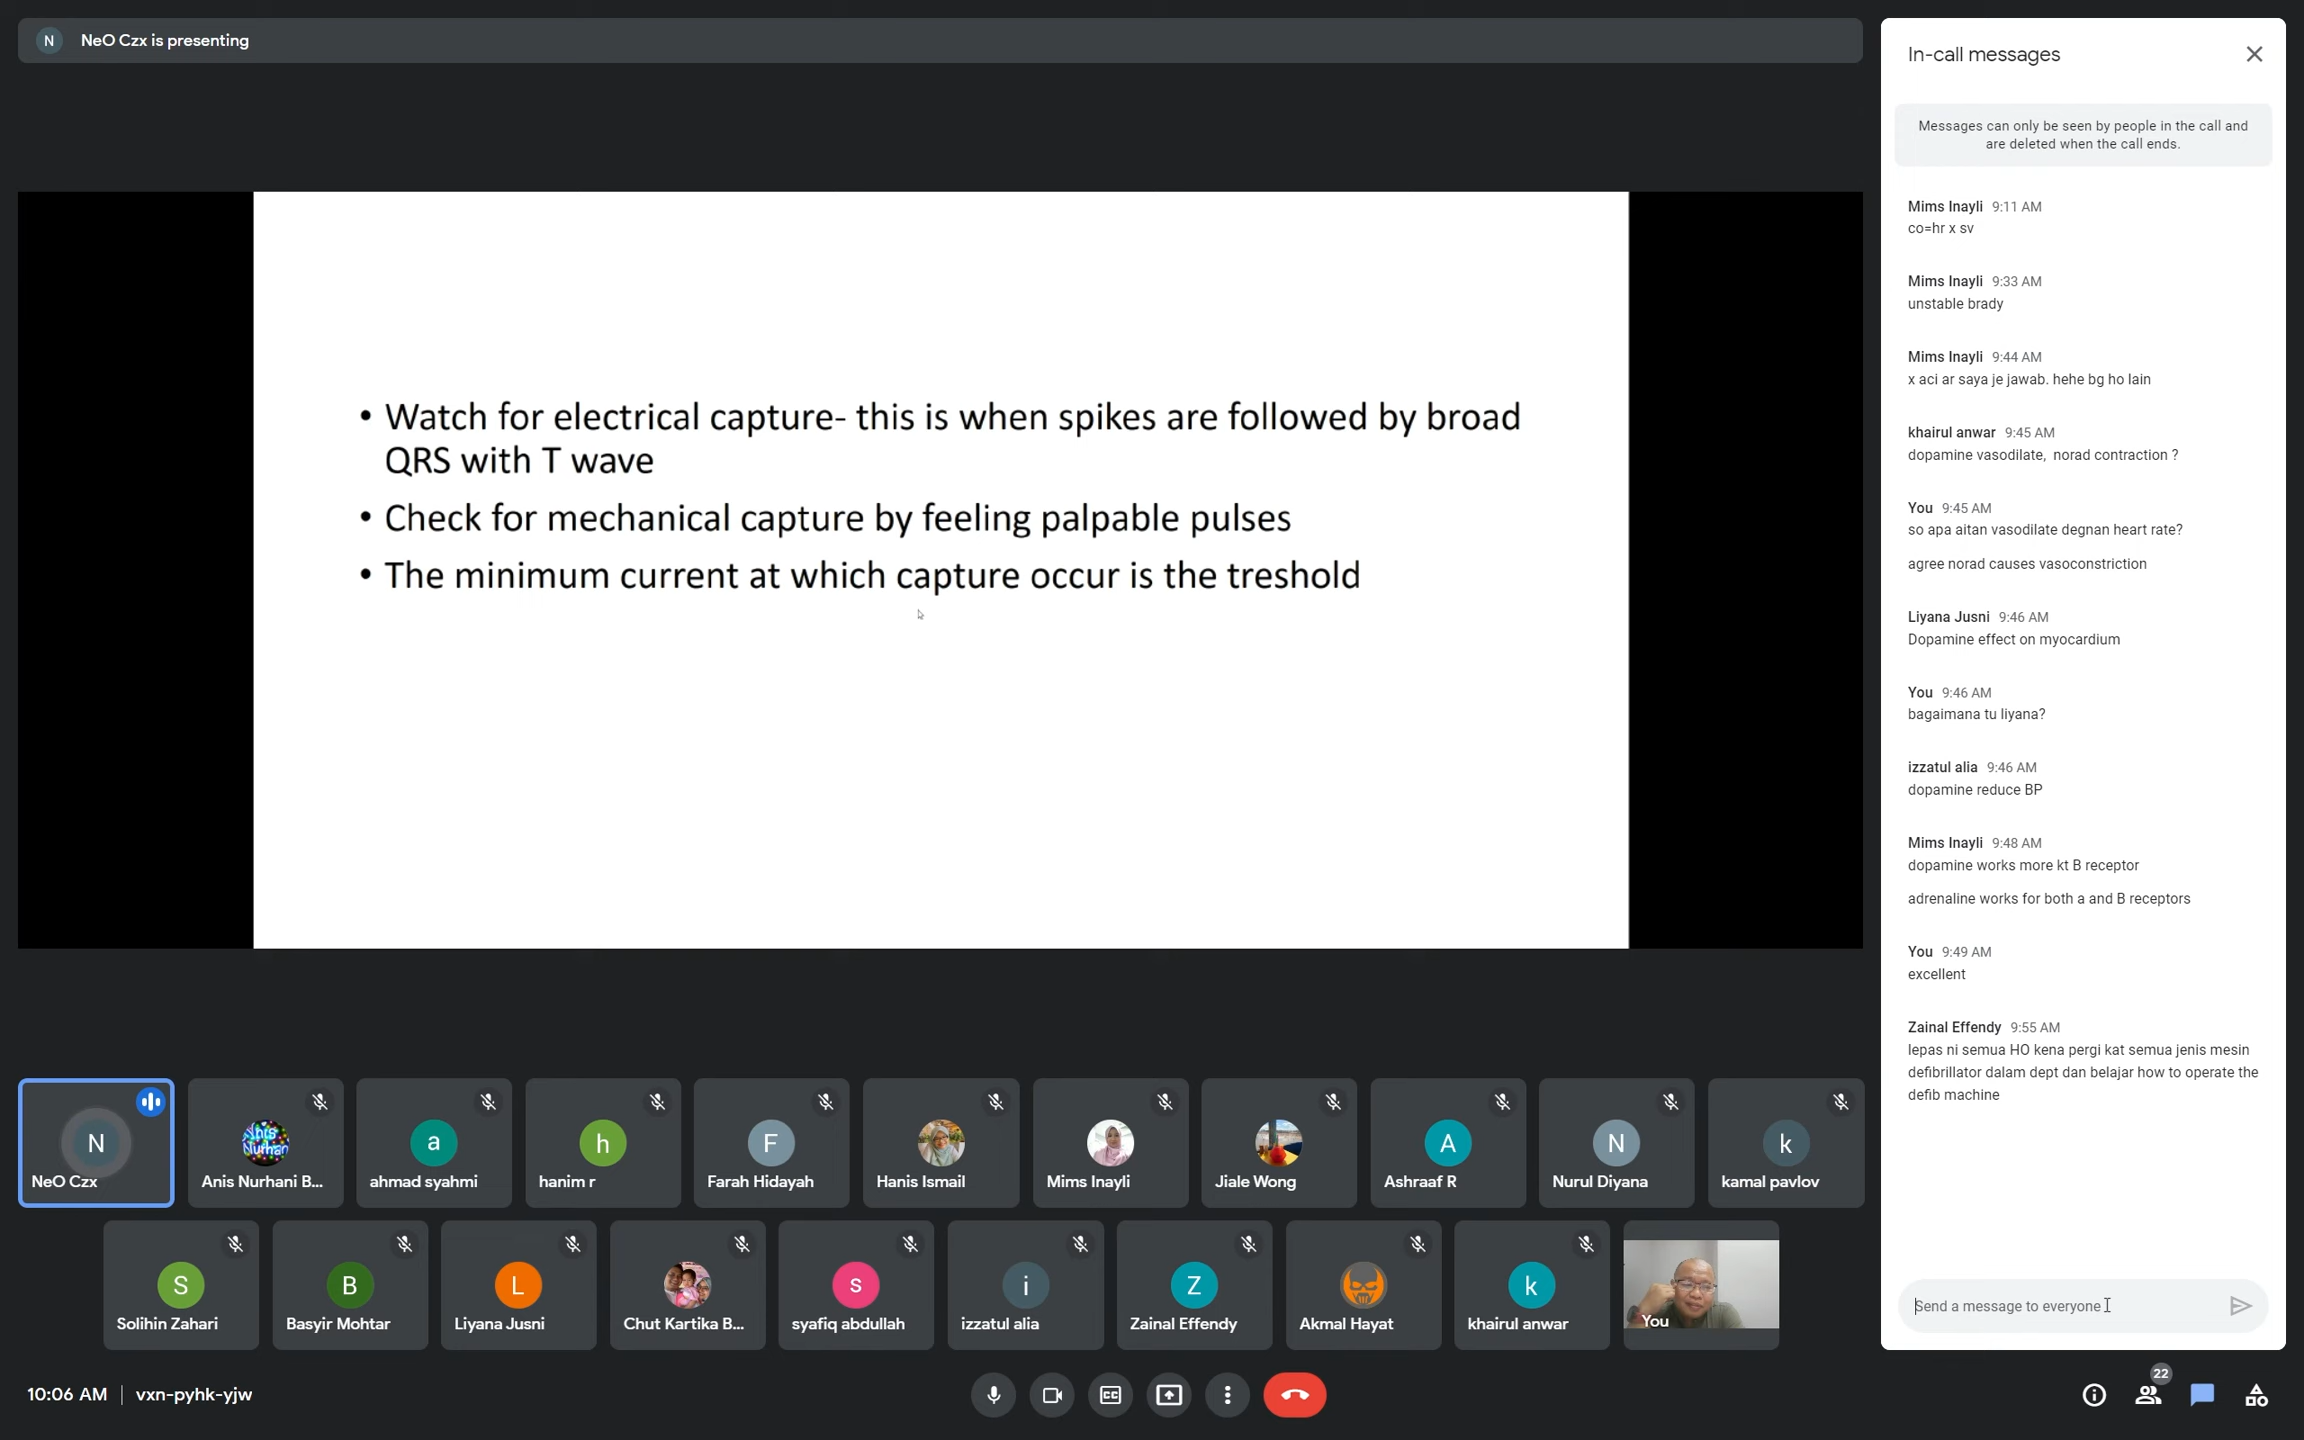 N NeO Czx is presenting
• Watch for electrical capture- this is when spikes are followed by broad
QRS with T wave
• Check for mechanical capture by feeling palpable pulses
• The minimum current at which capture occur is the treshold
N
NeO Czx
Anis Nurhani B...
a
ahmad syahmi
h
hanim r
F
Farah Hidayah
Hanis Ismail
Mims Inayli
Jiale Wong
A
Ashraaf R
N
Nurul Diyana
k
kamal pavlov
S
Solihin Zahari
B
Basyir Mohtar
L
Liyana Jusni
Chut Kartika B...
s
syafiq abdullah
i
izzatul alia
Z
Zainal Effendy
Akmal Hayat
k
khairul anwar
You
10:06 AM | vxn-pyhk-yjw
CC
22
In-call messages
Messages can only be seen by people in the call and
are deleted when the call ends.
Mims Inayli 9:11 AM
co=hr x sv
Mims Inayli 9:33 AM
unstable brady
Mims Inayli 9:44 AM
x aci ar saya je jawab. hehe bg ho lain
khairul anwar 9:45 AM
dopamine vasodilate, norad contraction ?
You 9:45 AM
so apa aitan vasodilate degnan heart rate?
agree norad causes vasoconstriction
Liyana Jusni 9:46 AM
Dopamine effect on myocardium
You 9:46 AM
bagaimana tu liyana?
izzatul alia 9:46 AM
dopamine reduce BP
Mims Inayli 9:48 AM
dopamine works more kt B receptor
adrenaline works for both a and B receptors
You 9:49 AM
excellent
Zainal Effendy 9:55 AM
lepas ni semua HO kena pergi kat semua jenis mesin
defibrillator dalam dept dan belajar how to operate the
defib machine
Send a message to everyone